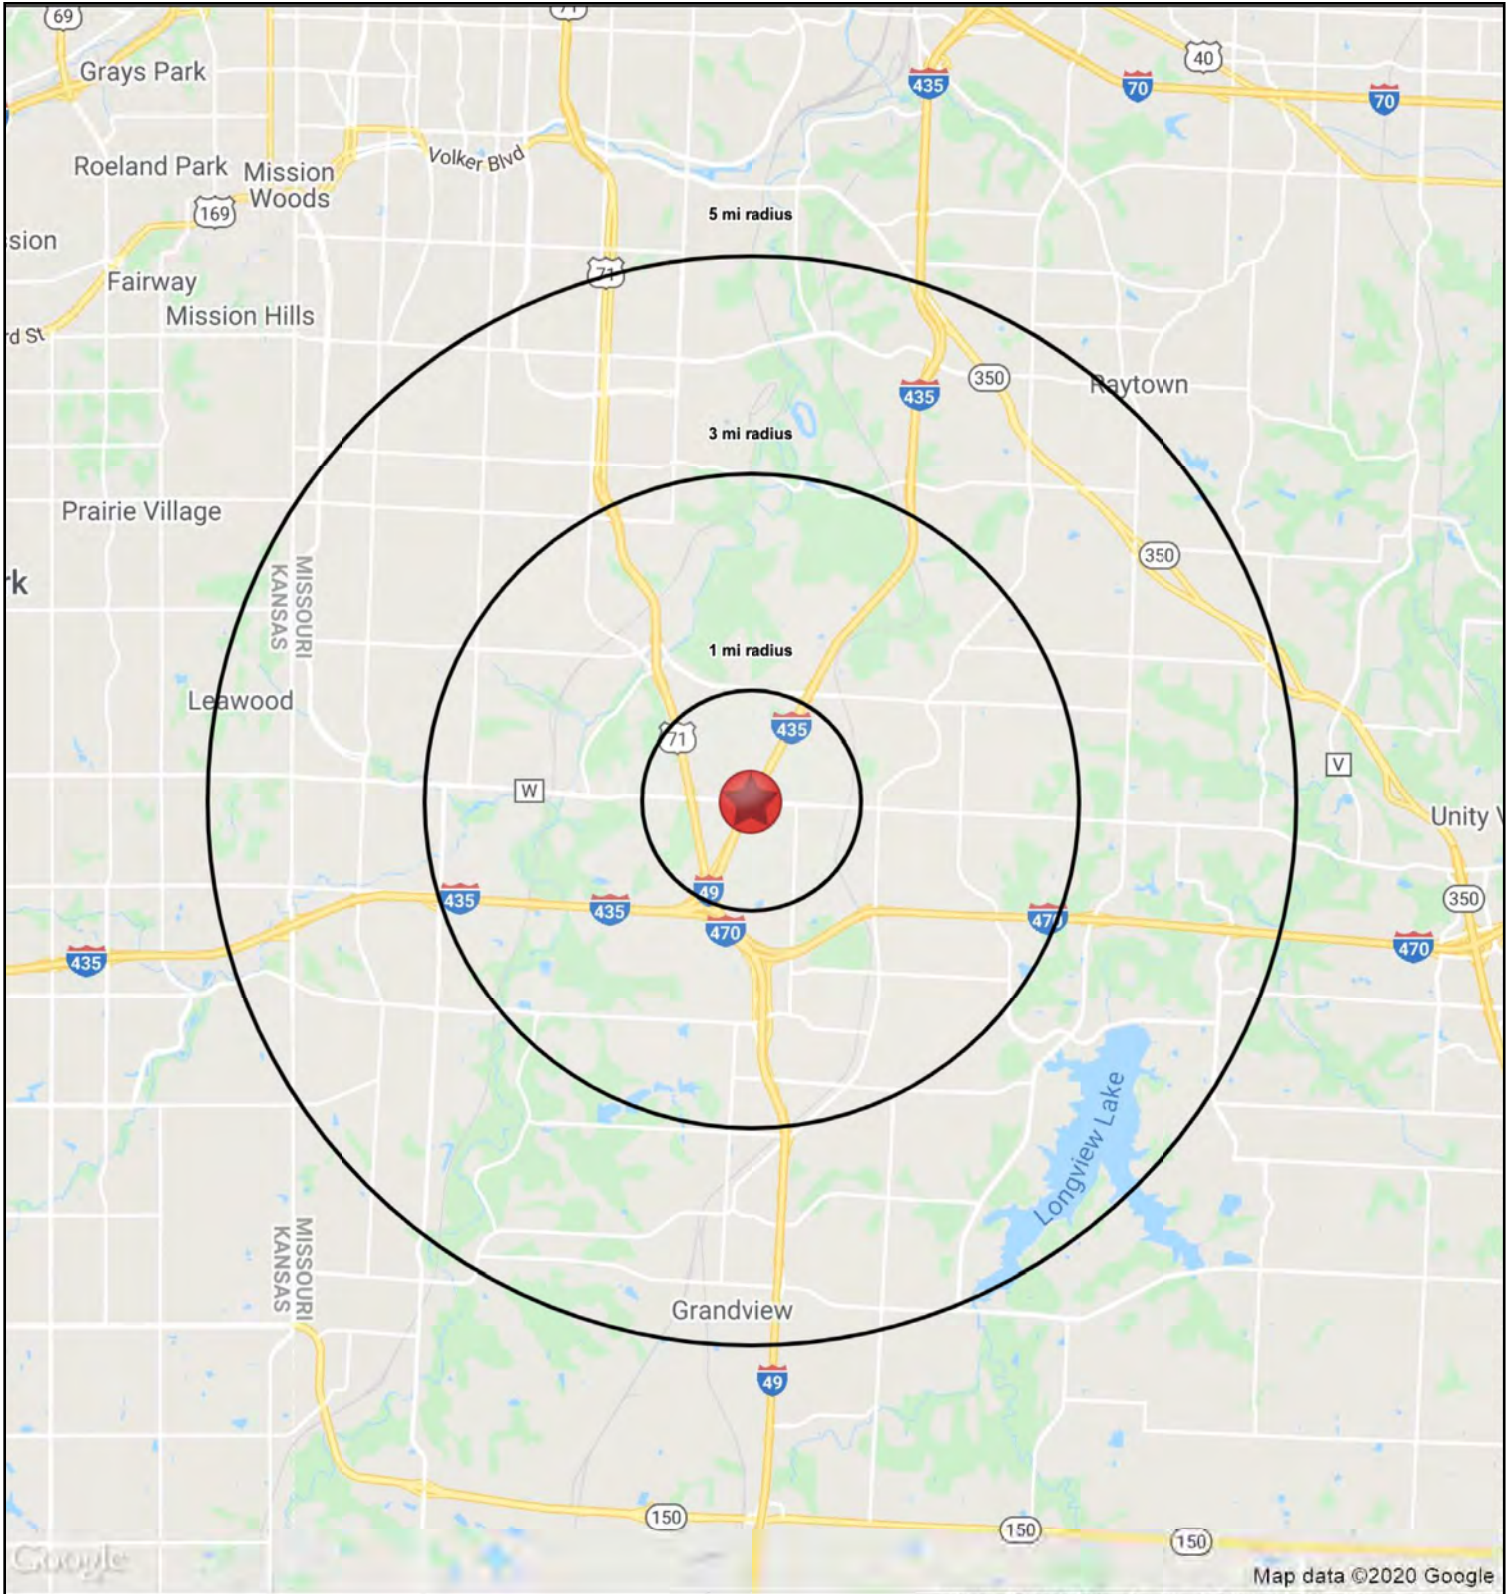 69
71
40
Grays Park
435
70
70
Volker Blvd
Roeland Park
Mission
Woods
169
5 mi radius
sion
71
Fairway
Mission Hills
rd St
350
Raytown
435
3 mi radius
Prairie Village
350
MISSOURI
KANSAS
rk
1 mi radius
Leawood
435
71
W
V
Unity V
49
435
435
470
470
350
435
470
Longview Lake
MISSOURI
KANSAS
Grandview
49
150
150
150
Google
Map data ©2020 Google